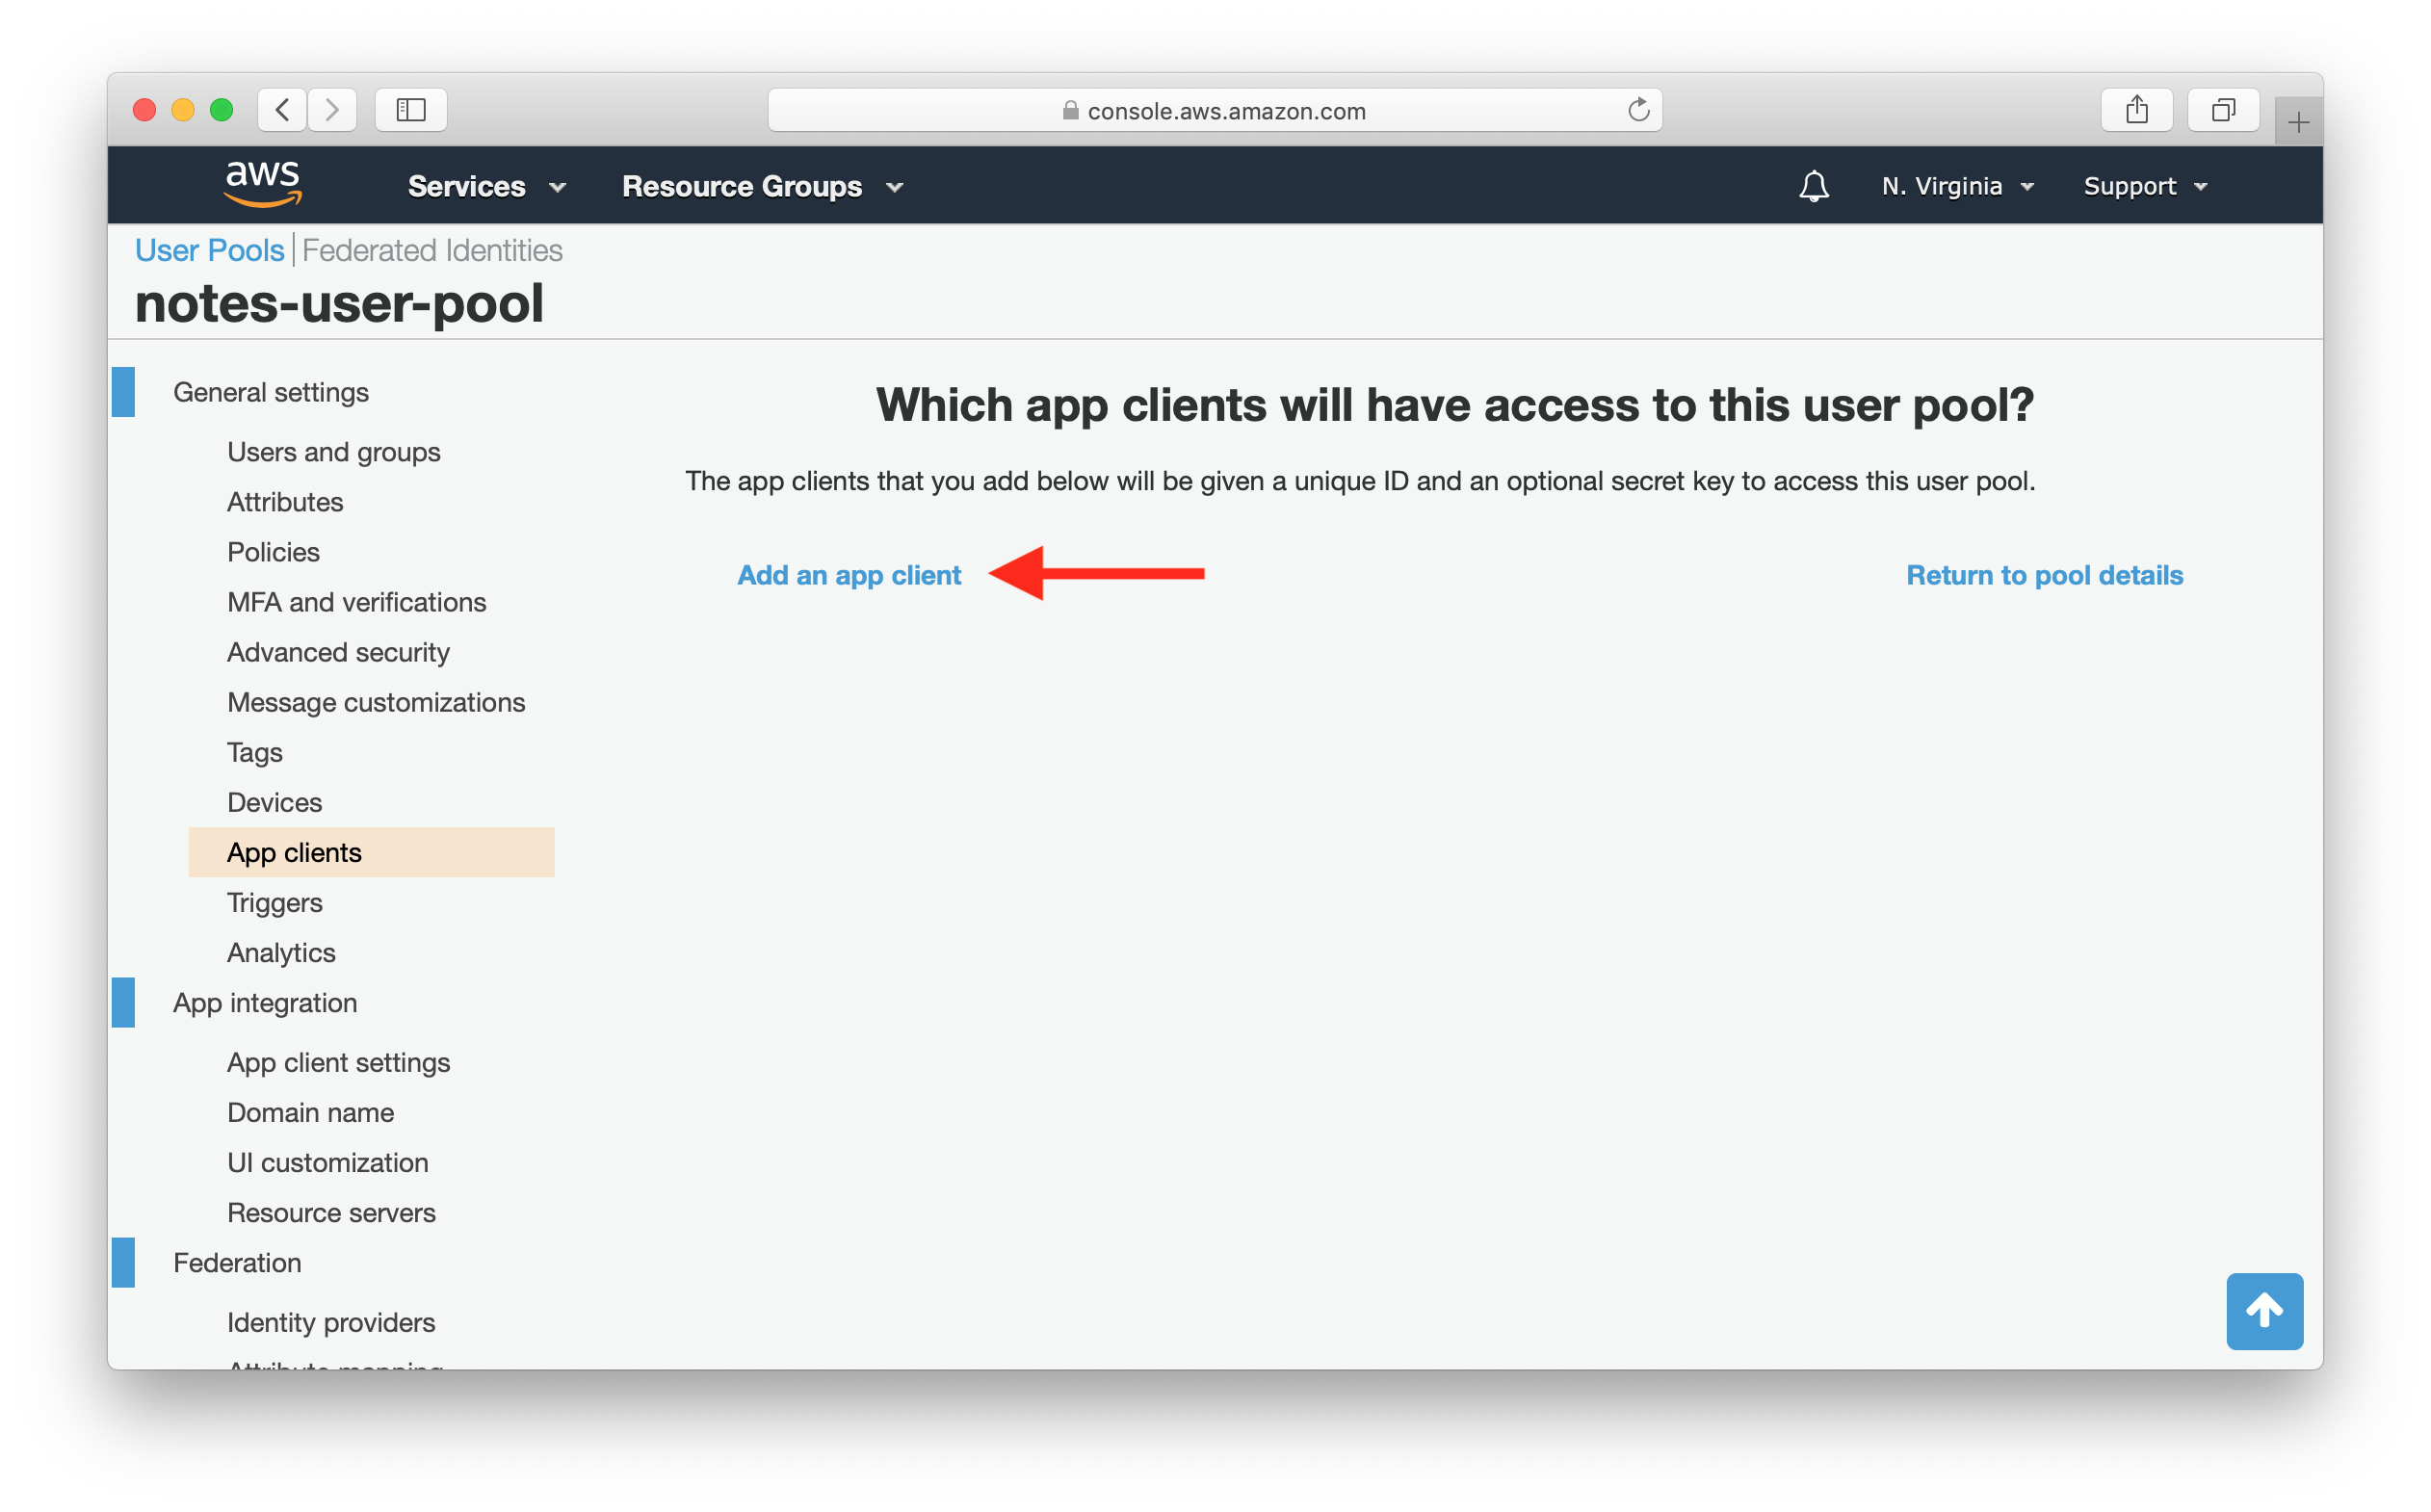 console.aws.amazon.com
aws
Services
Resource Groups
N. Virginia
Support
User Pools
Federated Identities
notes-user-pool
General settings
Users and groups
Attributes
Policies
MFA and verifications
Advanced security
Message customizations
Tags
Devices
App clients
Triggers
Analytics
App integration
App client settings
Domain name
UI customization
Resource servers
Federation
Identity providers
Attribute mapping
Which app clients will have access to this user pool?
The app clients that you add below will be given a unique ID and an optional secret key to access this user pool.
Add an app client
Return to pool details